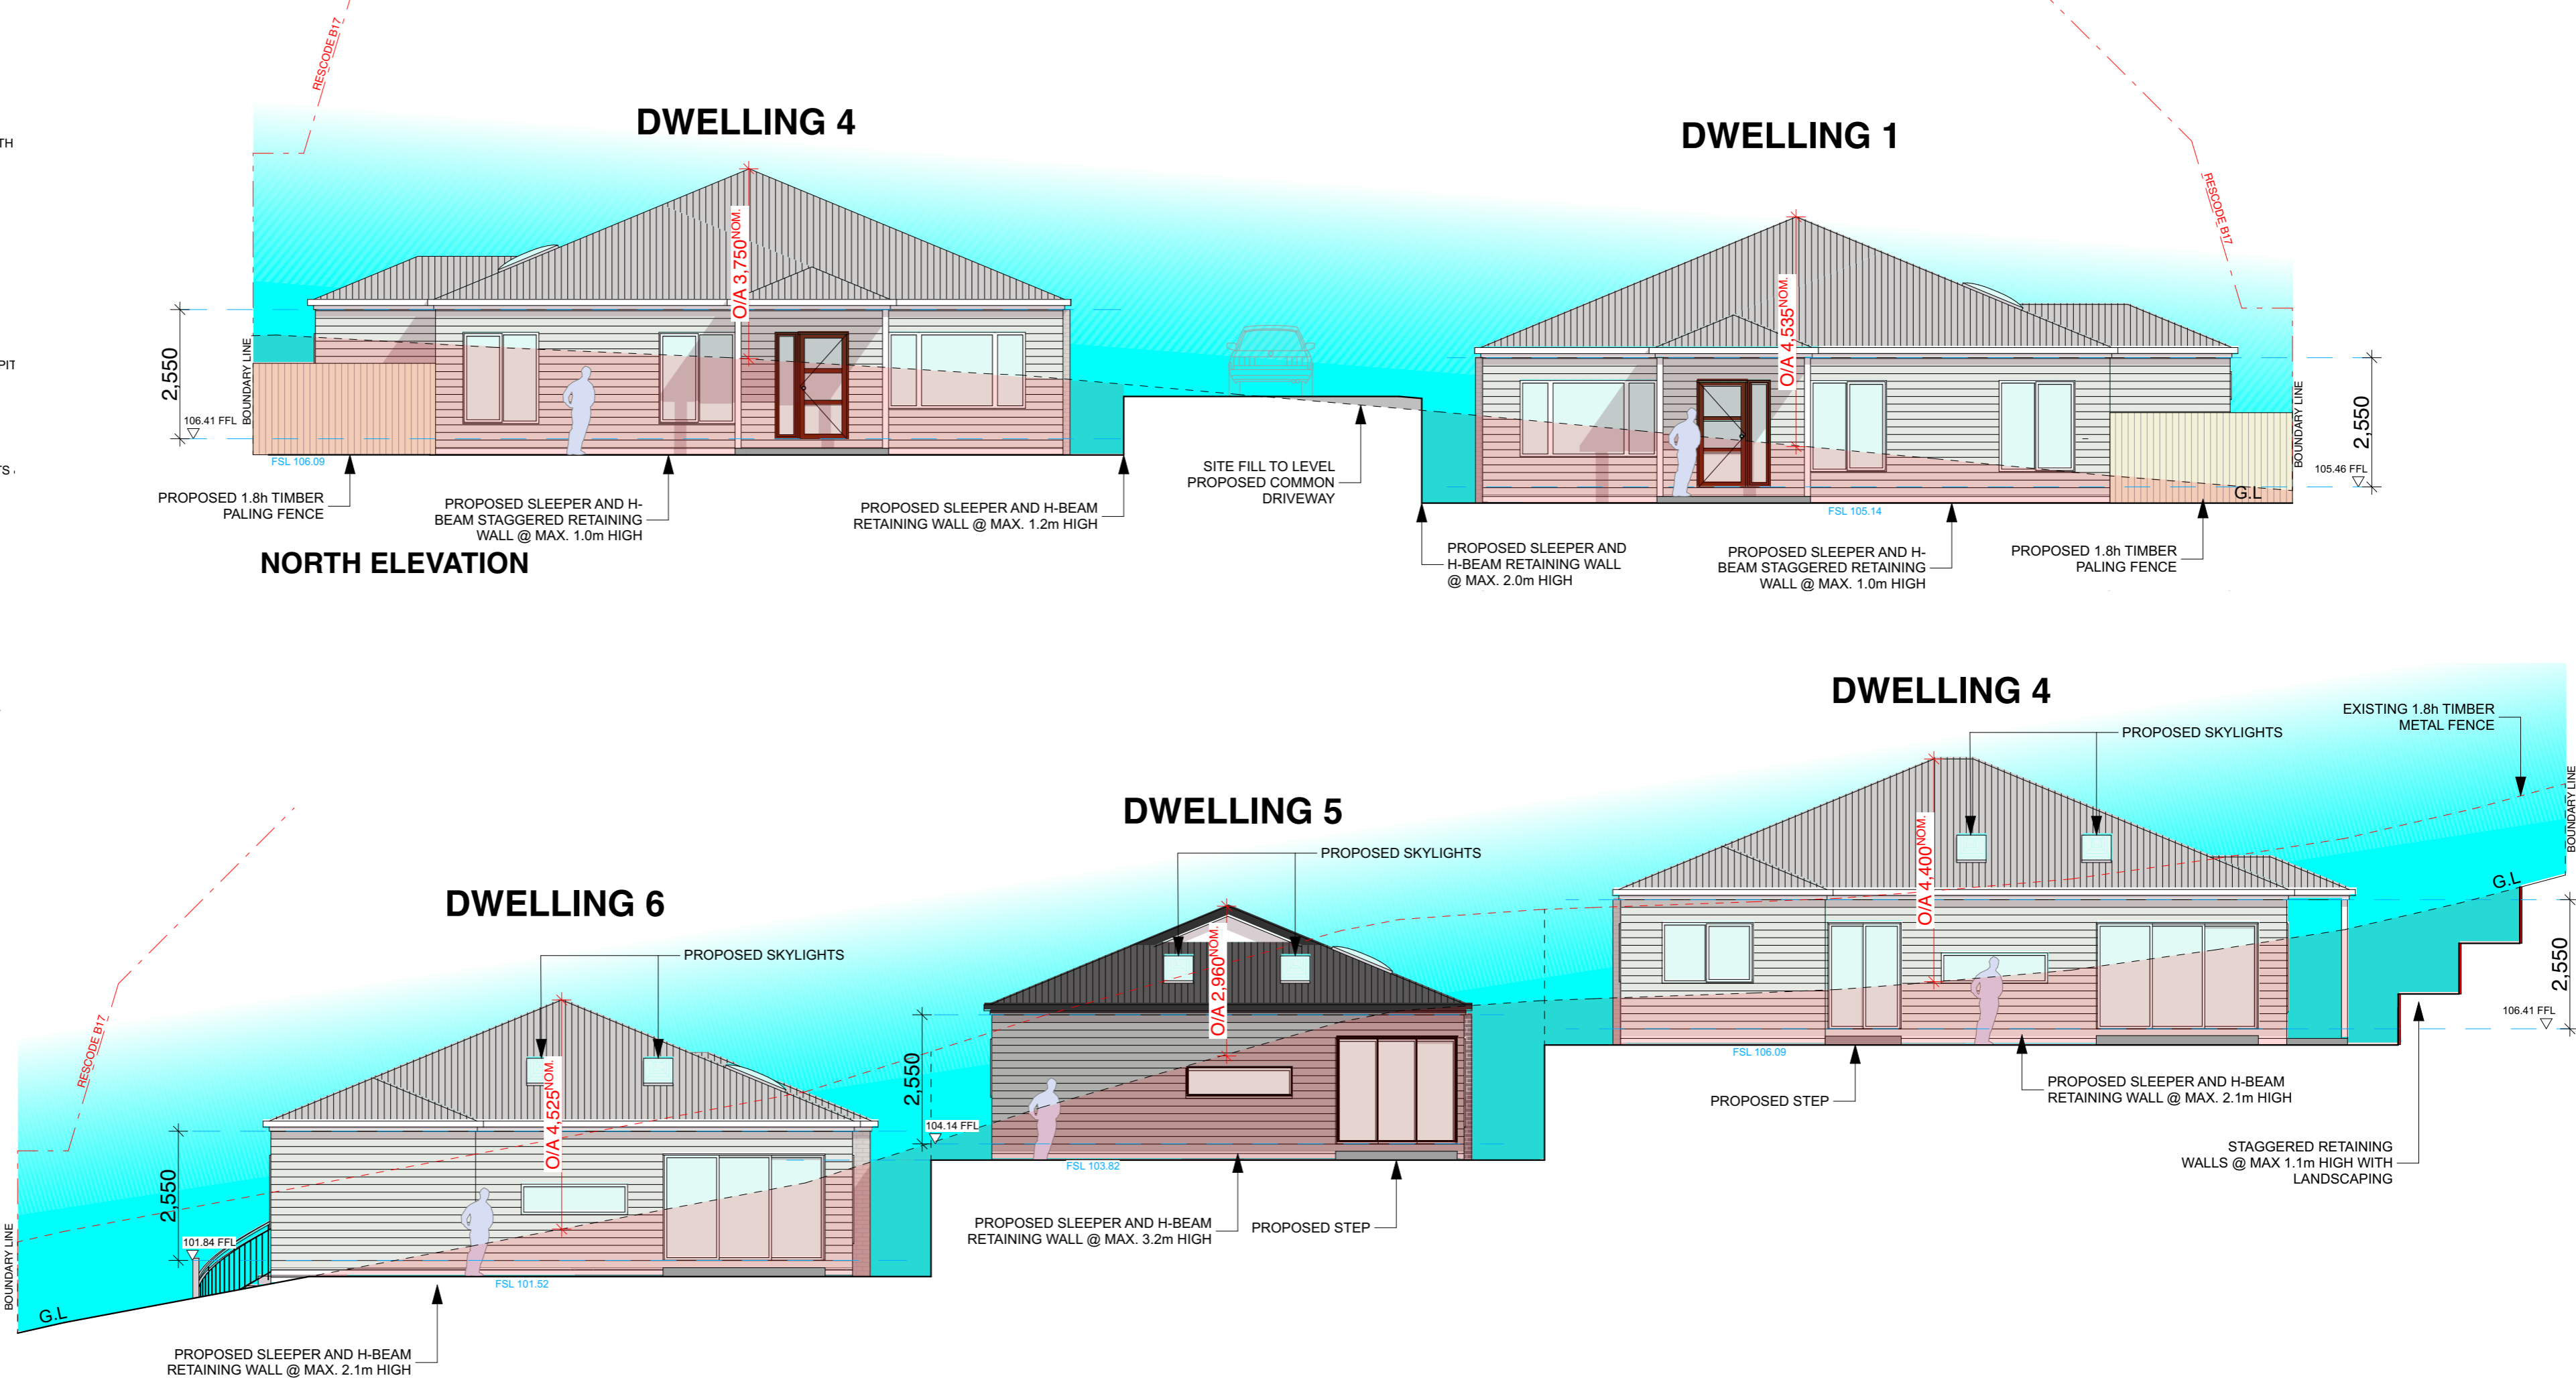 RESCODE B17
DWELLING 4
DWELLING 1
RESCODE B17
TH
PIT
TS
O/A 3,750NOM.
O/A 4,535NOM.
2,550
BOUNDARY LINE
106.41 FFL
FSL 106.09
PROPOSED 1.8h TIMBER
PALING FENCE
PROPOSED SLEEPER AND H-
BEAM STAGGERED RETAINING
WALL @ MAX. 1.0m HIGH
PROPOSED SLEEPER AND H-BEAM
RETAINING WALL @ MAX. 1.2m HIGH
SITE FILL TO LEVEL
PROPOSED COMMON
DRIVEWAY
PROPOSED SLEEPER AND
H-BEAM RETAINING WALL
@ MAX. 2.0m HIGH
FSL 105.14
PROPOSED SLEEPER AND H-
BEAM STAGGERED RETAINING
WALL @ MAX. 1.0m HIGH
PROPOSED 1.8h TIMBER
PALING FENCE
G.L
BOUNDARY LINE
2,550
105.46 FFL
NORTH ELEVATION
DWELLING 4
EXISTING 1.8h TIMBER
METAL FENCE
PROPOSED SKYLIGHTS
DWELLING 5
PROPOSED SKYLIGHTS
DWELLING 6
PROPOSED SKYLIGHTS
RESCODE B17
O/A 4,525NOM.
O/A 2,960NOM.
O/A 4,400NOM.
G.L
BOUNDARY LINE
2,550
106.41 FFL
2,550
104.14 FFL
2,550
101.84 FFL
BOUNDARY LINE
G.L
FSL 101.52
FSL 103.82
FSL 106.09
PROPOSED SLEEPER AND H-BEAM
RETAINING WALL @ MAX. 2.1m HIGH
PROPOSED SLEEPER AND H-BEAM
RETAINING WALL @ MAX. 3.2m HIGH
PROPOSED STEP
PROPOSED STEP
PROPOSED SLEEPER AND H-BEAM
RETAINING WALL @ MAX. 2.1m HIGH
STAGGERED RETAINING
WALLS @ MAX 1.1m HIGH WITH
LANDSCAPING